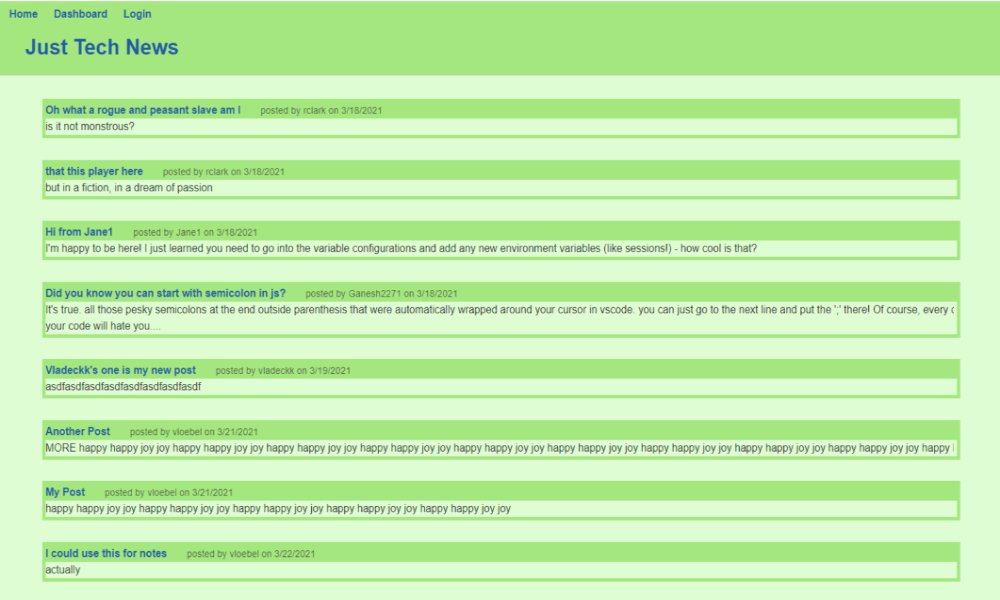 Home Dashboard Login
Just Tech News
Oh what a rogue and peasant slave am I posted by rclark on 3/18/2021
is it not monstrous?
that this player here posted by rclark on 3/18/2021
but in a fiction, in a dream of passion
Hi from Jane1 posted by Jane1 on 3/18/2021
I'm happy to be here! I just learned you need to go into the variable configurations and add any new environment variables (like sessions!) - how cool is that?
Did you know you can start with semicolon in js? posted by Ganesh2271 on 3/18/2021
It's true. all those pesky semicolons at the end outside parenthesis that were automatically wrapped around your cursor in vscode. you can just go to the next line and put the ';' there! Of course, every
your code will hate you....
Vladeckk's one is my new post posted by vladeckk on 3/19/2021
asdfasdfasdfasdfasdfasdfasdfasdf
Another Post posted by vloebel on 3/21/2021
MORE happy happy joy joy happy happy joy joy happy happy joy joy happy happy joy joy happy happy joy joy happy happy joy joy happy happy joy joy happy happy joy joy happy happy joy joy happy
My Post posted by vloebel on 3/21/2021
happy happy joy joy happy happy joy joy happy happy joy joy happy happy joy joy happy happy joy joy
I could use this for notes posted by vloebel on 3/22/2021
actually